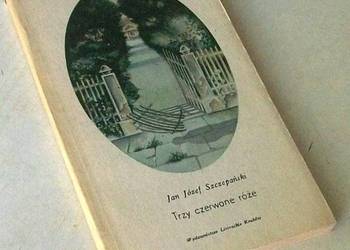 Jan Józef Szczepański
Trzy czerwone róże
Wydawnictwo Literackie Kraków